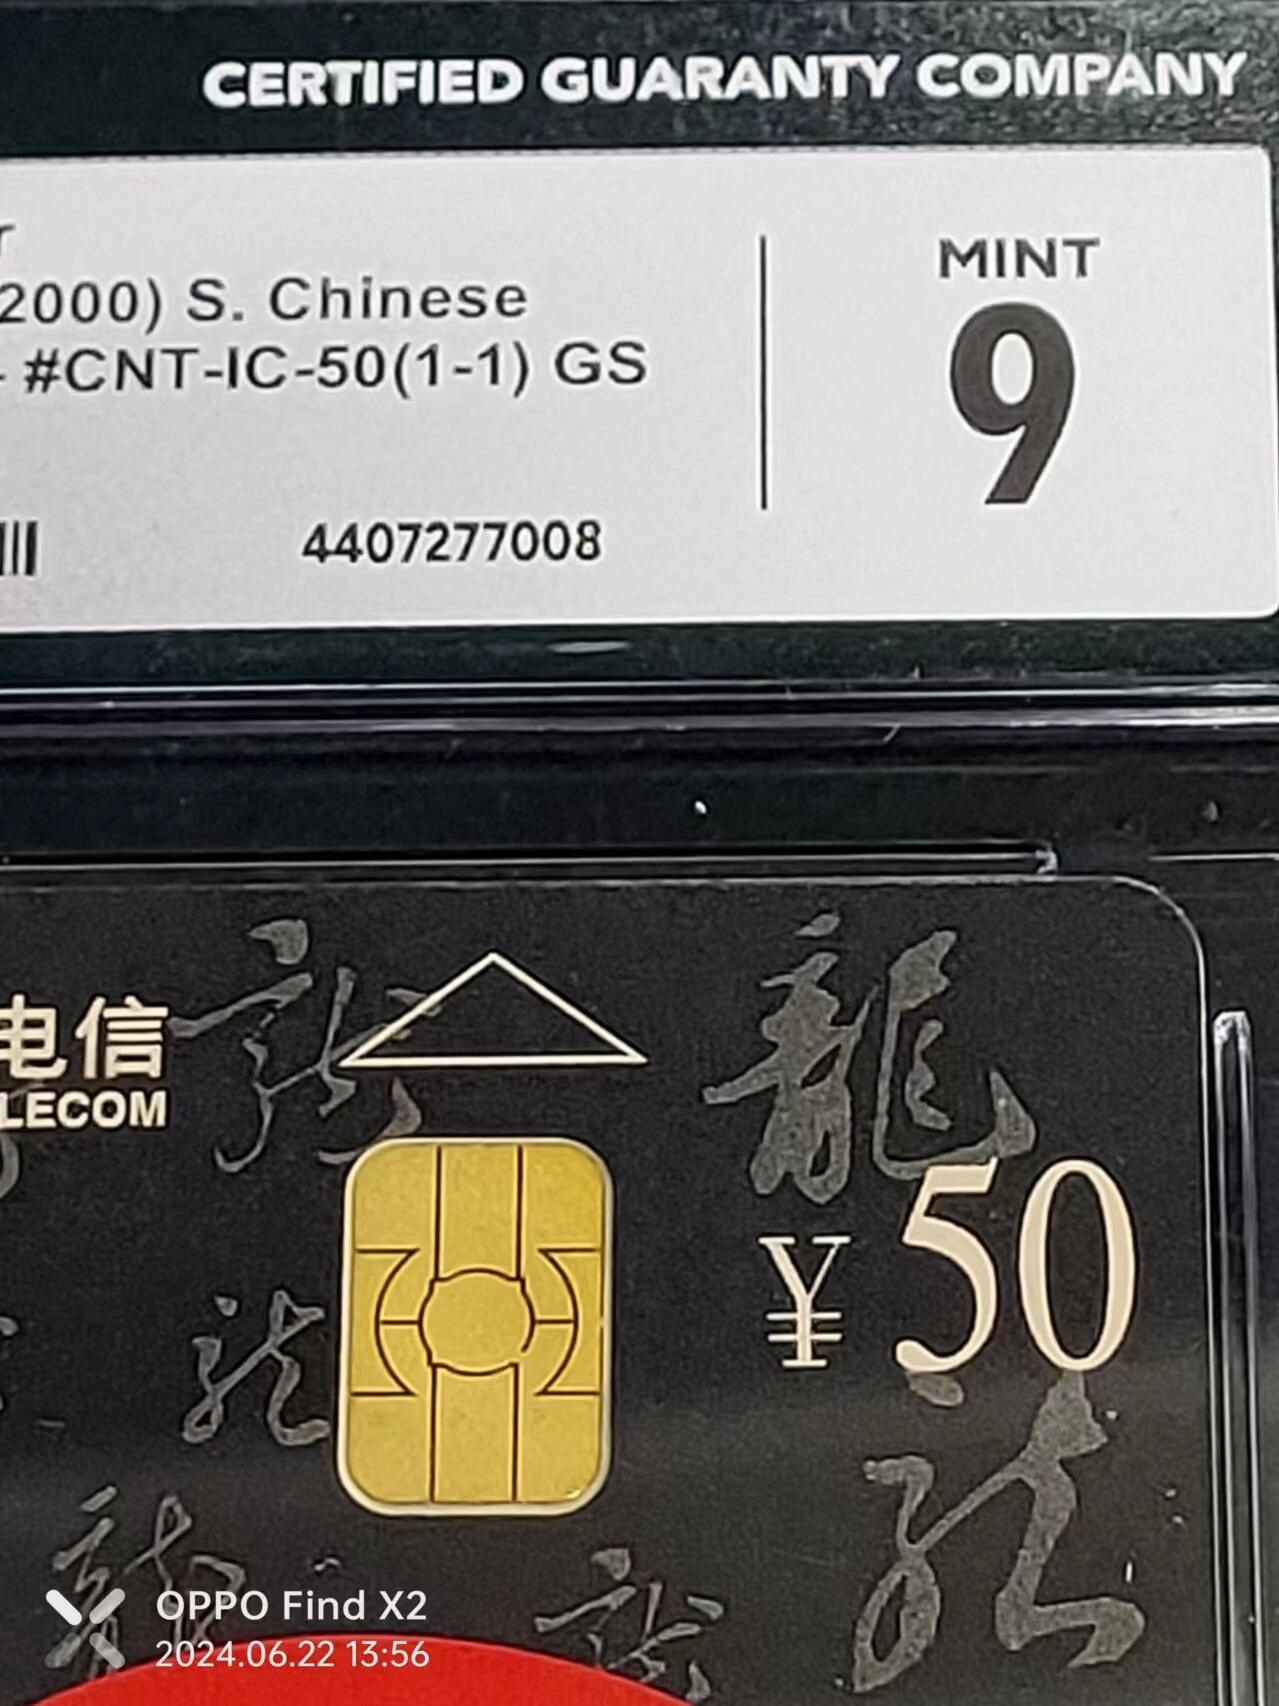 CERTIFIED GUARANTY COMPANY
2000) S. Chinese
#CNT-IC-50(1-1) GS
4407277008
MINT
9
电信
LECOM
龍
¥50
OPPO Find X2
2024.06.22 13:56